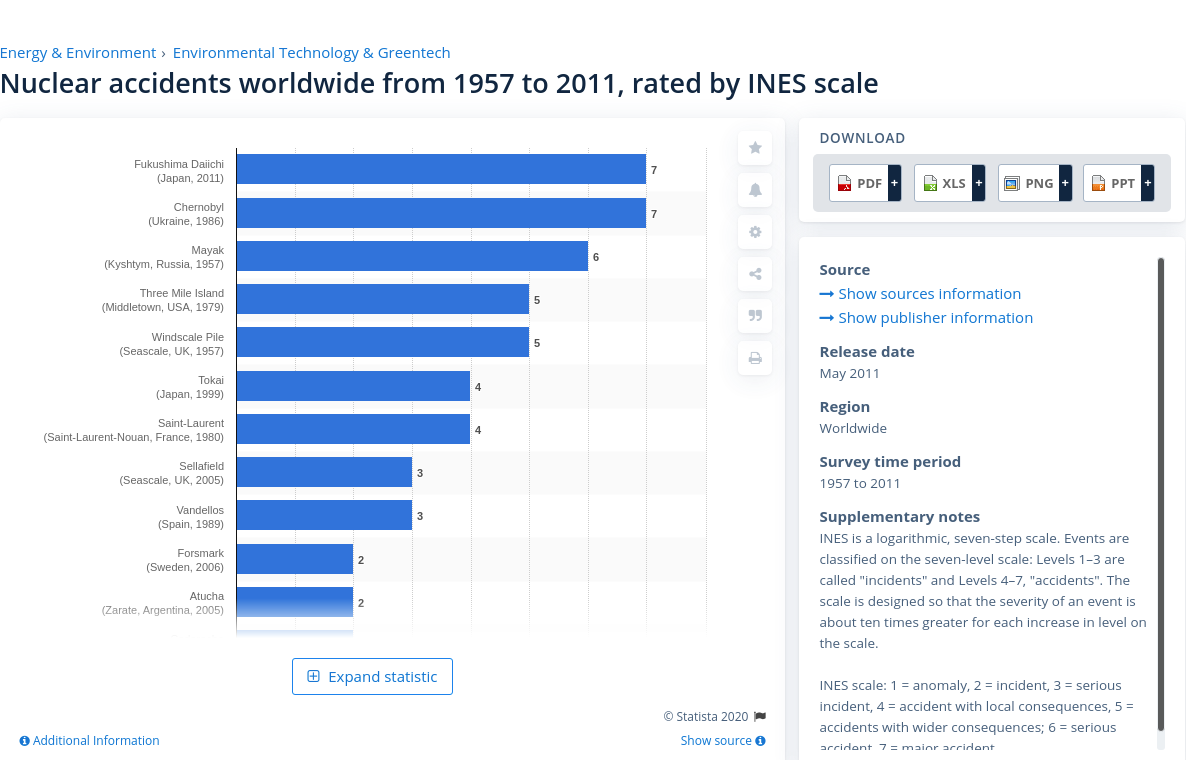 Energy & Environment › Environmental Technology & Greentech
Nuclear accidents worldwide from 1957 to 2011, rated by INES scale
Fukushima Daiichi
(Japan, 2011)
7
Chernobyl
(Ukraine, 1986)
7
Mayak
(Kyshtym, Russia, 1957)
6
Three Mile Island
(Middletown, USA, 1979)
5
Windscale Pile
(Seascale, UK, 1957)
5
Tokai
(Japan, 1999)
4
Saint-Laurent
(Saint-Laurent-Nouan, France, 1980)
4
Sellafield
(Seascale, UK, 2005)
3
Vandellos
(Spain, 1989)
3
Forsmark
(Sweden, 2006)
2
Atucha
(Zarate, Argentina, 2005)
2
Expand statistic
© Statista 2020
Additional Information
Show source
DOWNLOAD
PDF + XLS + PNG + PPT +
Source
Show sources information
Show publisher information
Release date
May 2011
Region
Worldwide
Survey time period
1957 to 2011
Supplementary notes
INES is a logarithmic, seven-step scale. Events are
classified on the seven-level scale: Levels 1–3 are
called "incidents" and Levels 4–7, "accidents". The
scale is designed so that the severity of an event is
about ten times greater for each increase in level on
the scale.
INES scale: 1 = anomaly, 2 = incident, 3 = serious
incident, 4 = accident with local consequences, 5 =
accidents with wider consequences; 6 = serious
accident, 7 = major accident